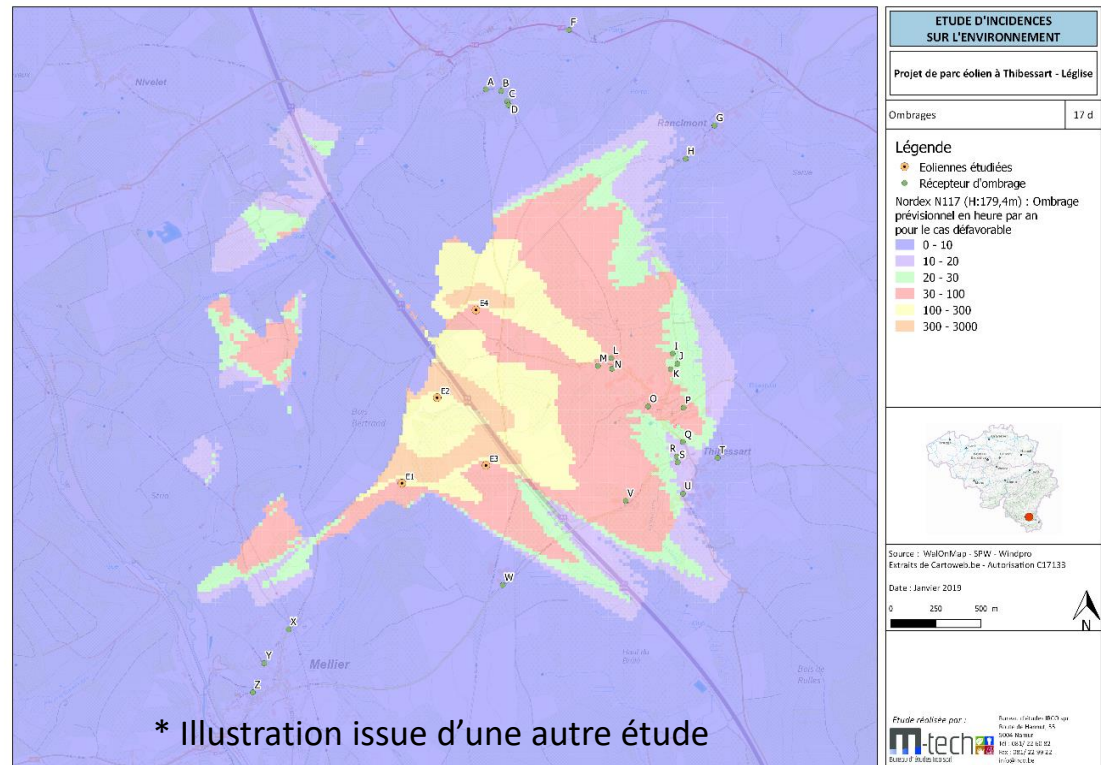 F
A
B
C
D
Nivelet
Rancimont
G
H
E4
L
M
N
I
J
K
E2
O
P
Q
R
S
T
Thibessart
E3
E1
U
V
W
X
Y
Z
Mellier
* Illustration issue d’une autre étude
ETUDE D'INCIDENCES
SUR L'ENVIRONNEMENT
Projet de parc éolien à Thibessart - Léglise
Ombrages
17 d
Légende
Eoliennes étudiées
Récepteur d'ombrage
Nordex N117 (H:179,4m) : Ombrage
prévisionnel en heure par an
pour le cas défavorable
0 - 10
10 - 20
20 - 30
30 - 100
100 - 300
300 - 3000
Source : WalOnMap - SPW - Windpro
Extraits de Cartoweb.be - Autorisation C17133
Date : Janvier 2019
0 250 500 m
N
Etude réalisée par :
m-tech